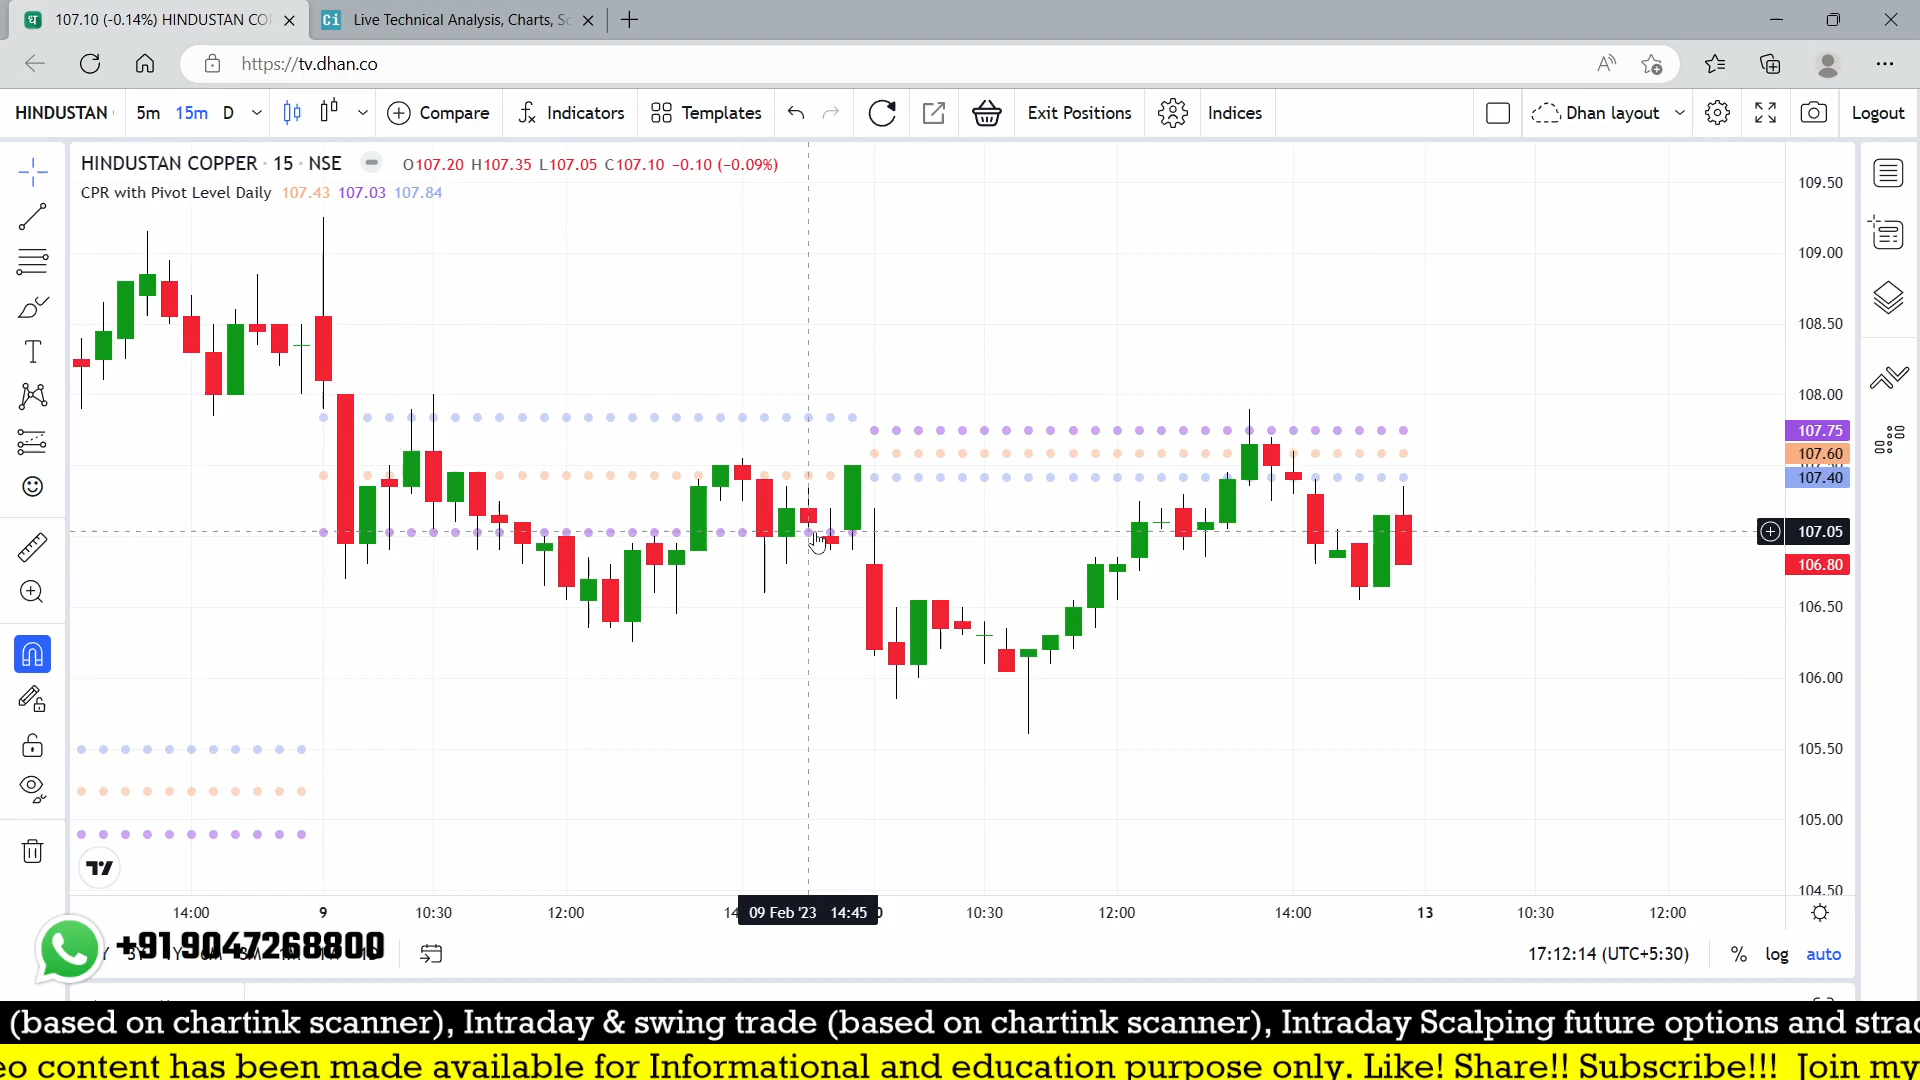 107.10 (-0.14%) HINDUSTAN CO
Live Technical Analysis, Charts, Sc
https://tv.dhan.co
HINDUSTAN
5m 15m D
Compare
Indicators
Templates
Exit Positions
Indices
Dhan layout
Logout
HINDUSTAN COPPER · 15 · NSE
O107.20 H107.35 L107.05 C107.10 −0.10 (−0.09%)
CPR with Pivot Level Daily 107.43 107.03 107.84
109.50
109.00
108.50
108.00
107.75
107.60
107.40
107.05
106.80
106.50
106.00
105.50
105.00
104.50
14:00 9 10:30 12:00 09 Feb '23 14:45 10:30 12:00 14:00 13 10:30 12:00
+91 9047268800
17:12:14 (UTC+5:30) % log auto
(based on chartink scanner), Intraday & swing trade (based on chartink scanner), Intraday Scalping future options and
content has been made available for Informational and education purpose only. Like! Share!! Subscribe!!! Join my